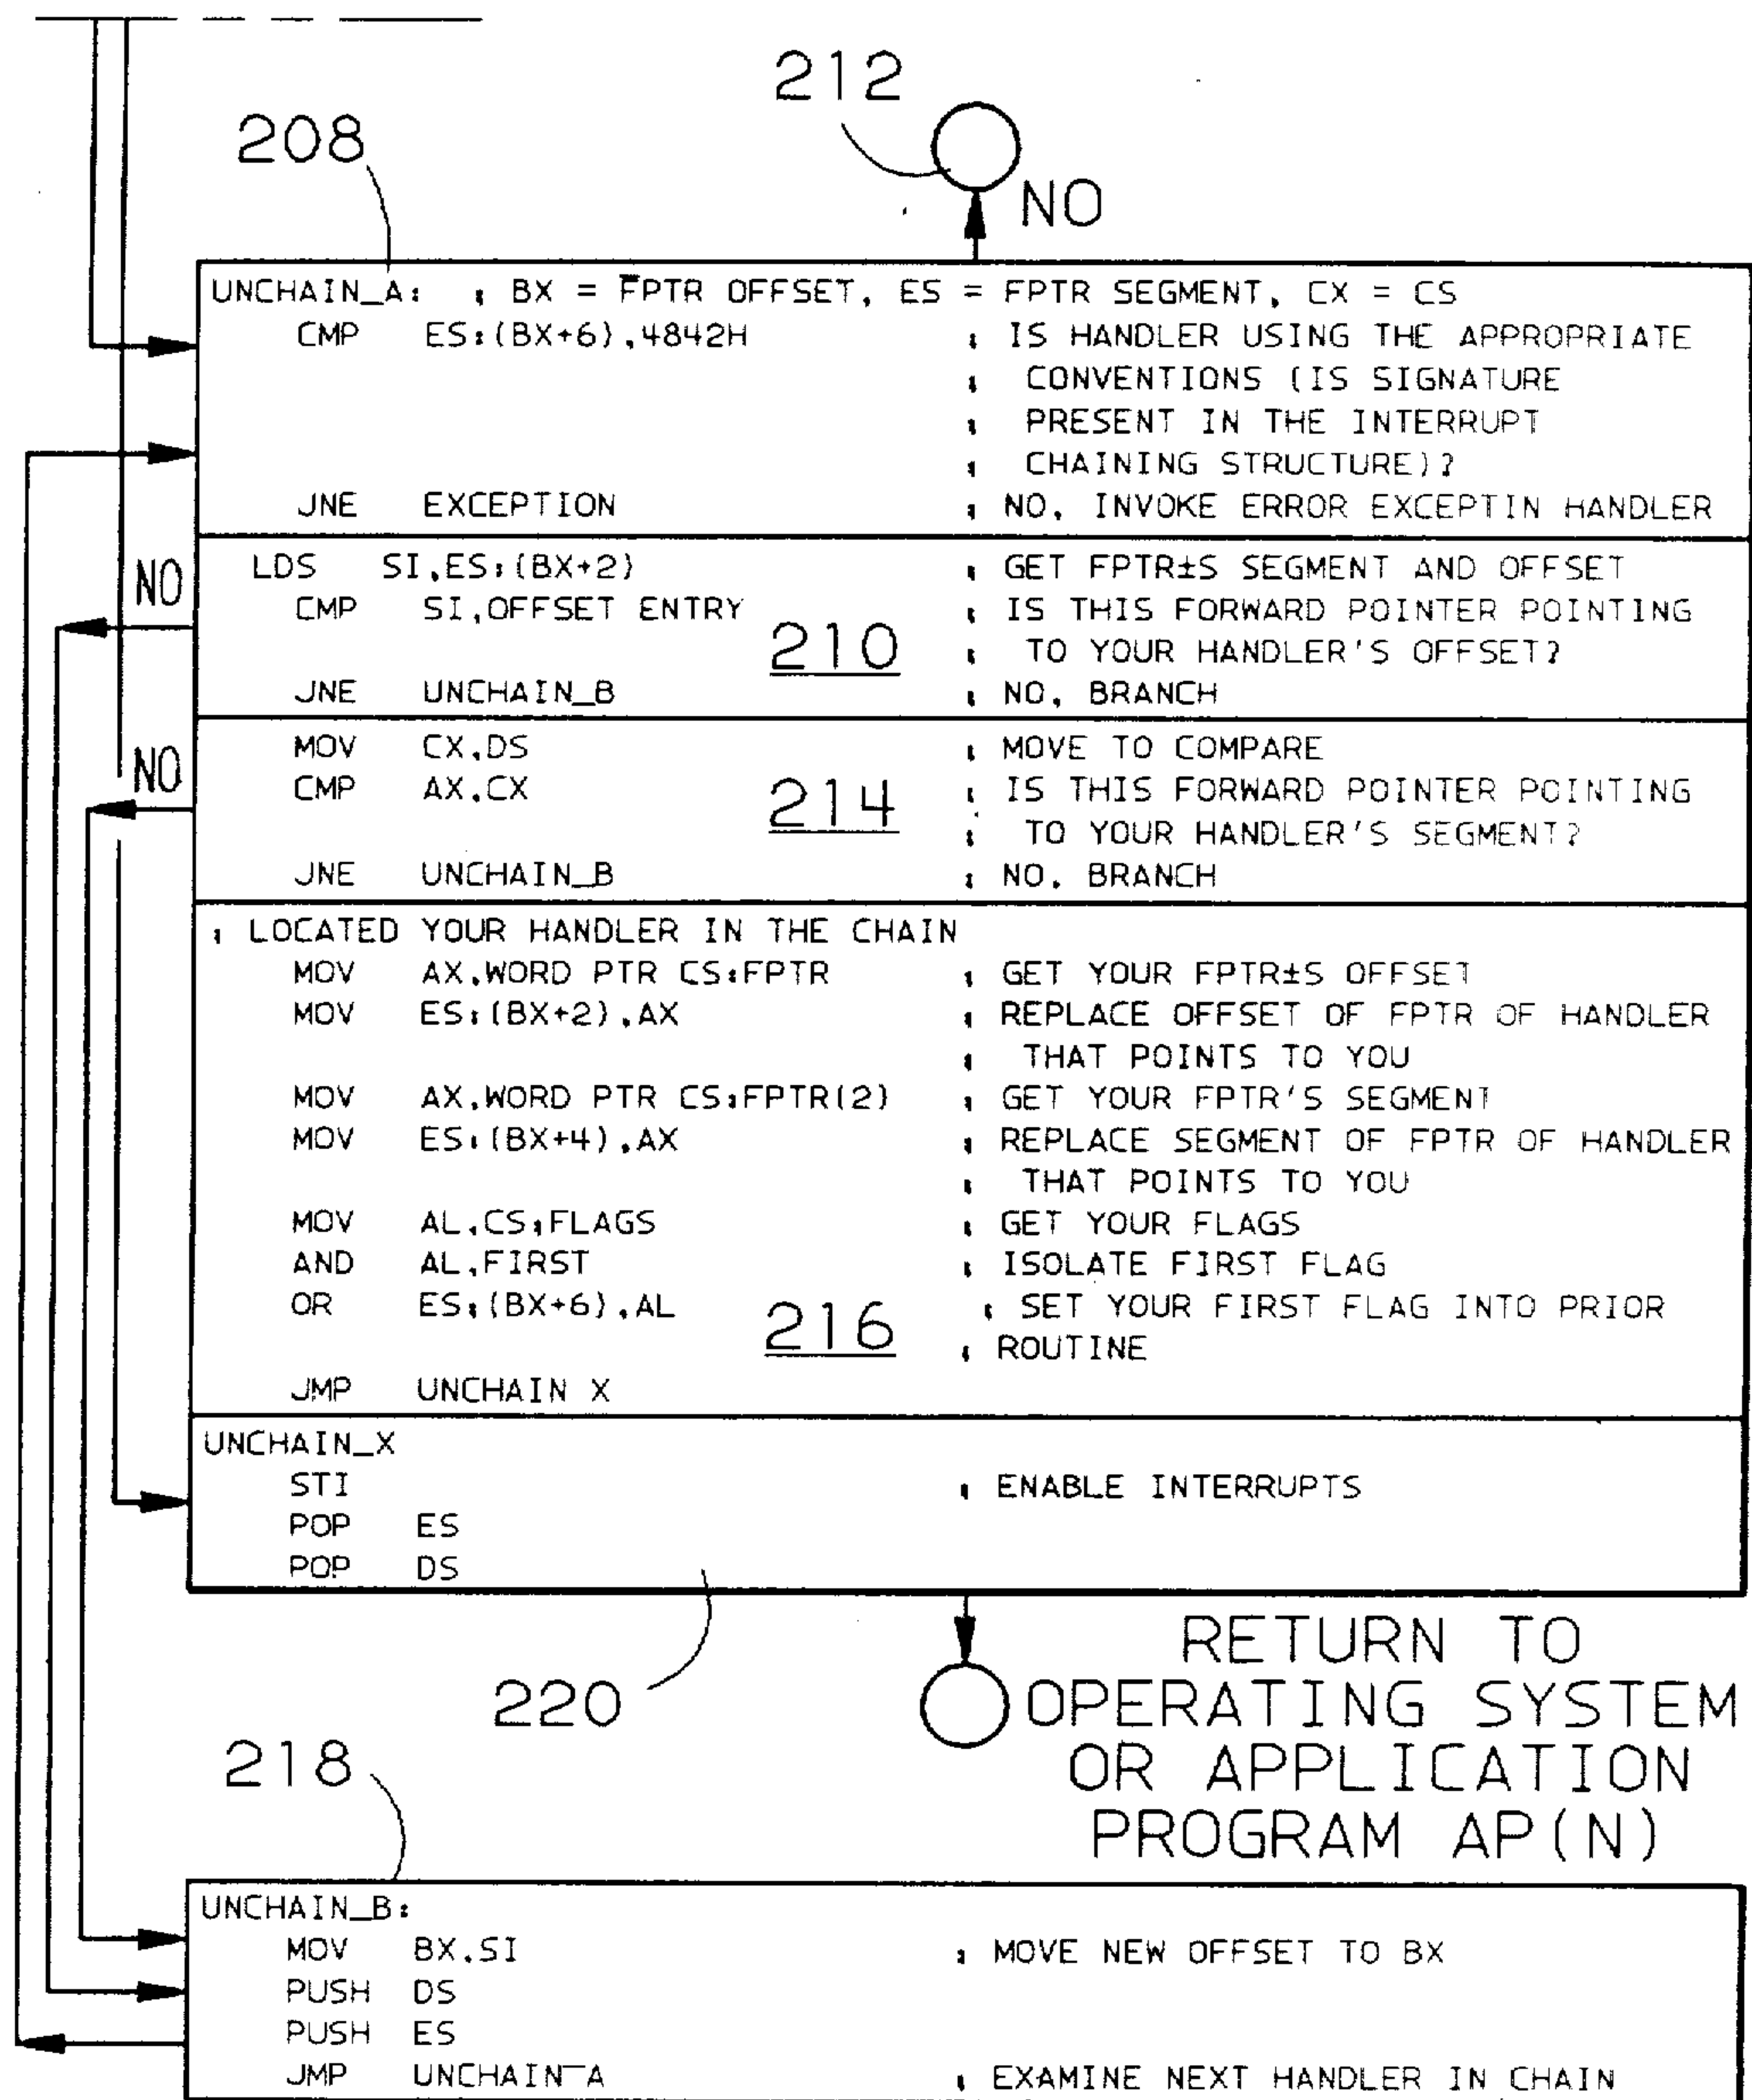 212
208
NO
UNCHAIN_A: ; BX = FPTR OFFSET, ES = FPTR SEGMENT, CX = CS
CMP ES:(BX+6),4842H ; IS HANDLER USING THE APPROPRIATE
; CONVENTIONS (IS SIGNATURE
; PRESENT IN THE INTERRUPT
; CHAINING STRUCTURE)?
JNE EXCEPTION ; NO, INVOKE ERROR EXCEPTIN HANDLER
NO
LDS SI,ES:(BX+2) ; GET FPTR±S SEGMENT AND OFFSET
CMP SI,OFFSET ENTRY ; IS THIS FORWARD POINTER POINTING
210 ; TO YOUR HANDLER'S OFFSET?
JNE UNCHAIN_B ; NO, BRANCH
NO
MOV CX,DS ; MOVE TO COMPARE
CMP AX,CX ; IS THIS FORWARD POINTER POINTING
214 ; TO YOUR HANDLER'S SEGMENT?
JNE UNCHAIN_B ; NO, BRANCH
; LOCATED YOUR HANDLER IN THE CHAIN
MOV AX,WORD PTR CS:FPTR ; GET YOUR FPTR±S OFFSET
MOV ES:(BX+2),AX ; REPLACE OFFSET OF FPTR OF HANDLER
; THAT POINTS TO YOU
MOV AX,WORD PTR CS:FPTR(2) ; GET YOUR FPTR'S SEGMENT
MOV ES:(BX+4),AX ; REPLACE SEGMENT OF FPTR OF HANDLER
; THAT POINTS TO YOU
MOV AL,CS:FLAGS ; GET YOUR FLAGS
AND AL,FIRST ; ISOLATE FIRST FLAG
OR ES:(BX+6),AL ; SET YOUR FIRST FLAG INTO PRIOR
216 ; ROUTINE
JMP UNCHAIN X
UNCHAIN_X
STI ; ENABLE INTERRUPTS
POP ES
POP DS
220
RETURN TO
OPERATING SYSTEM
OR APPLICATION
PROGRAM AP(N)
218
UNCHAIN_B:
MOV BX,SI ; MOVE NEW OFFSET TO BX
PUSH DS
PUSH ES
JMP UNCHAIN_A ; EXAMINE NEXT HANDLER IN CHAIN